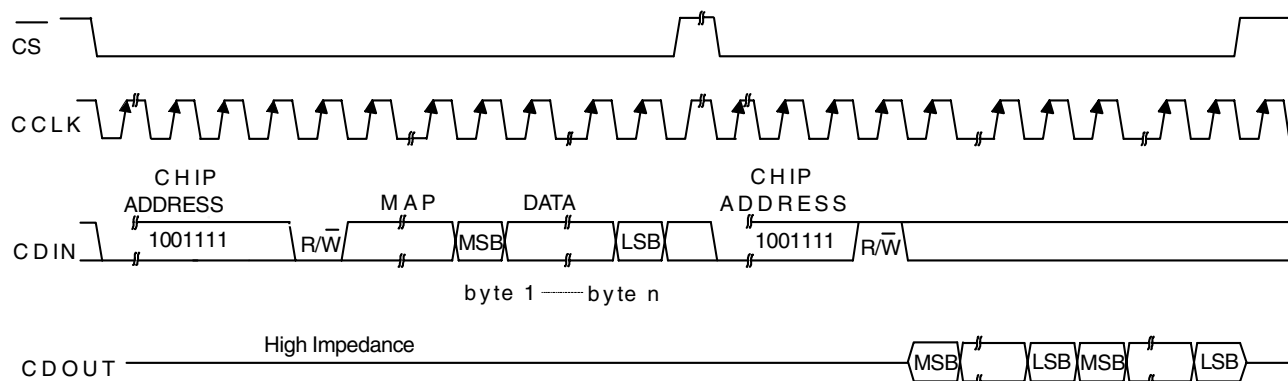 CS
CCLK
CHIP
ADDRESS
MAP
DATA
CHIP
ADDRESS
CDIN
1001111
R/W
MSB
LSB
1001111
R/W
byte 1 byte n
High Impedance
CDOUT
MSB
LSB
MSB
LSB